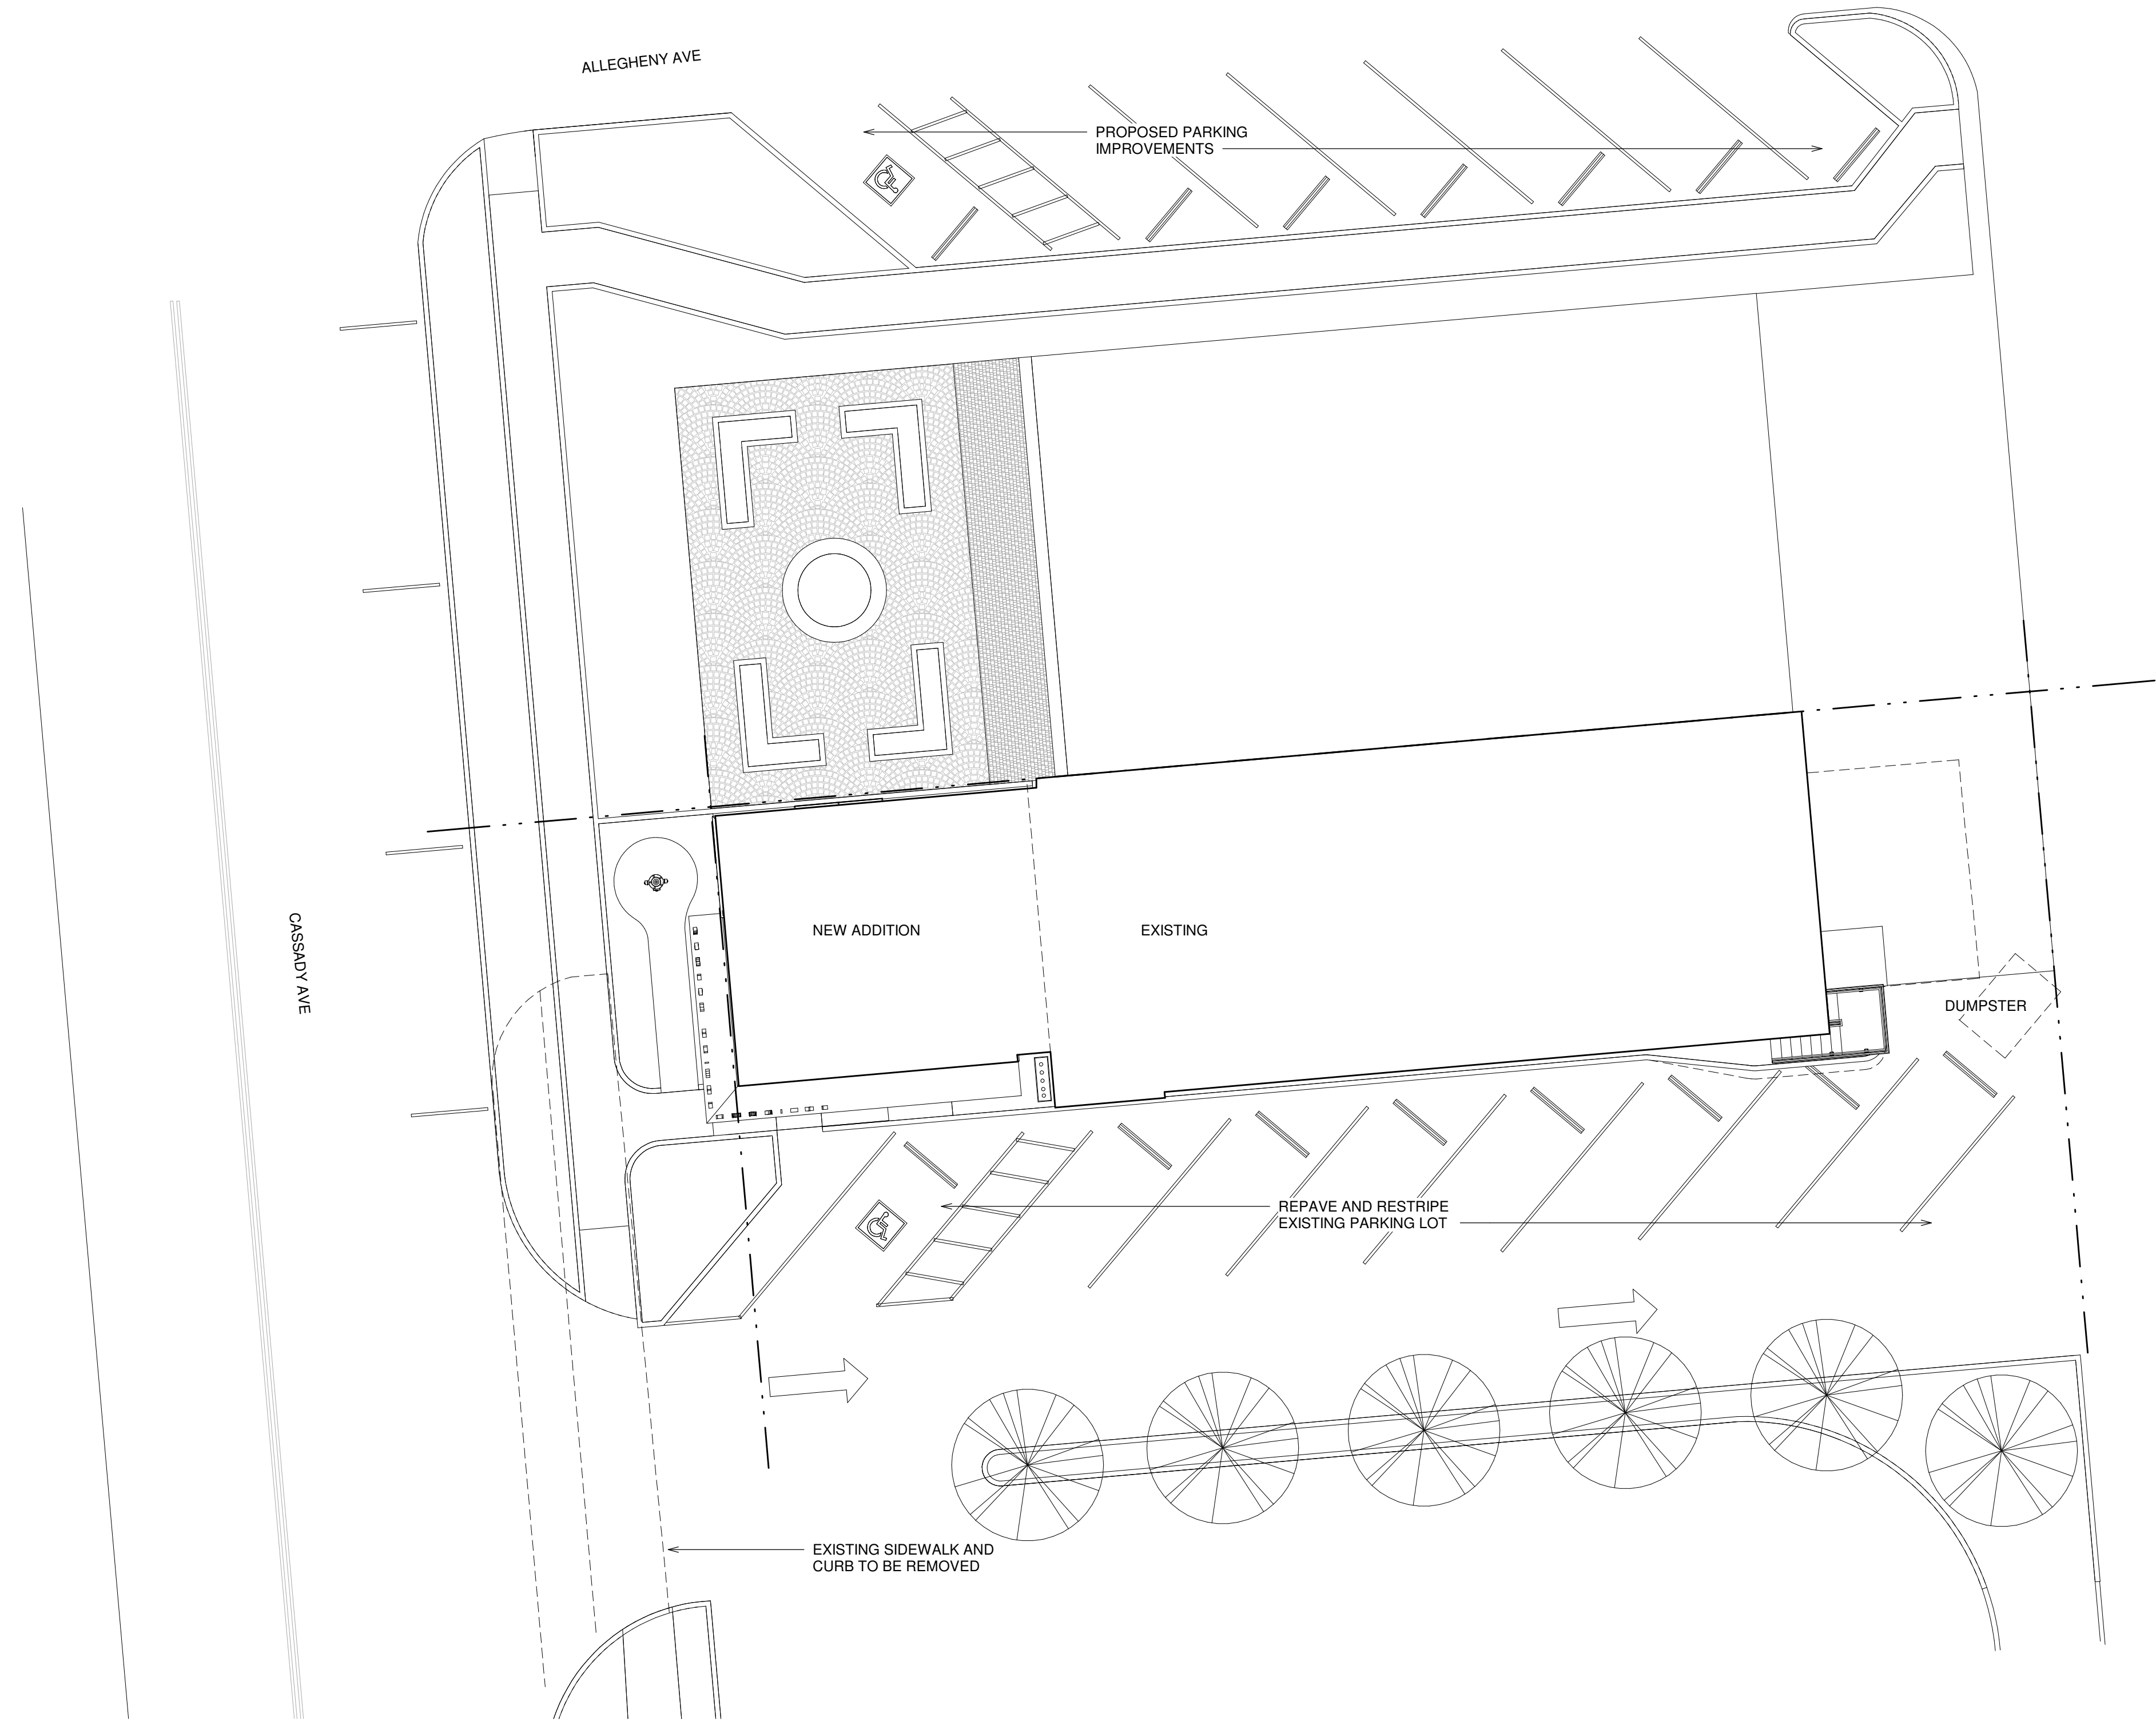 ALLEGHENY AVE
PROPOSED PARKING
IMPROVEMENTS
CASSADY AVE
NEW ADDITION
EXISTING
DUMPSTER
REPAVE AND RESTRIPE
EXISTING PARKING LOT
EXISTING SIDEWALK AND
CURB TO BE REMOVED